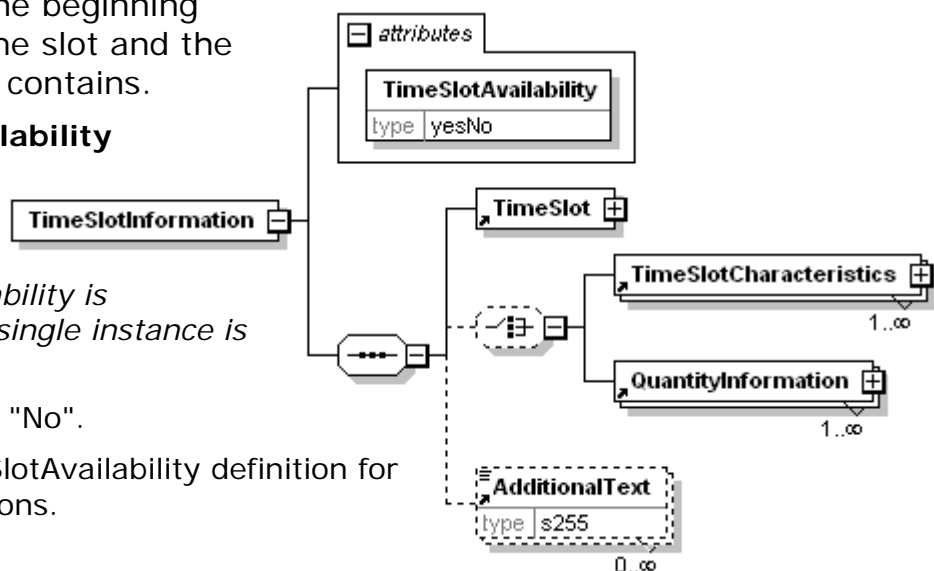 he beginning
he slot and the
contains.
lability
bility is
single instance is
"No".
SlotAvailability definition for
ons.
attributes
TimeSlotAvailability
type yesNo
TimeSlotInformation
TimeSlot
TimeSlotCharacteristics
1..∞
QuantityInformation
1..∞
AdditionalText
type s255
0..∞